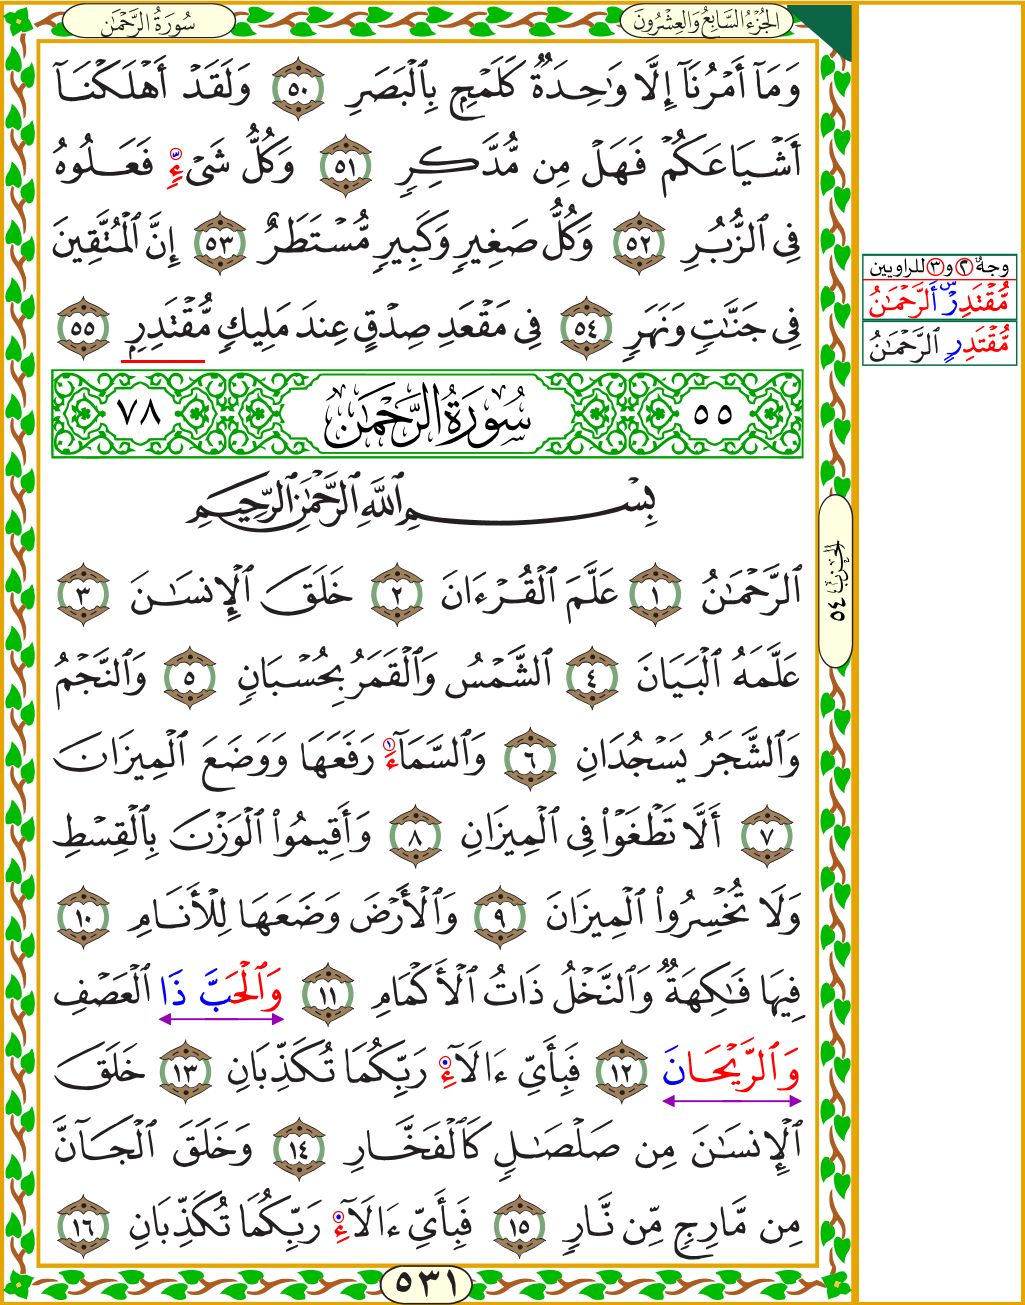 الجُزْءُ السَّابِعُ وَالعِشْرُونَ
سُورَةُ الرَّحْمَٰن
وَمَآ أَمْرُنَآ إِلَّا وَٰحِدَةٌ كَلَمْحٍۭ بِٱلْبَصَرِ ٥٠ وَلَقَدْ أَهْلَكْنَآ
أَشْيَاعَكُمْ فَهَلْ مِن مُّدَّكِرٍ ٥١ وَكُلُّ شَىْءٍ فَعَلُوهُ
فِى ٱلزُّبُرِ ٥٢ وَكُلُّ صَغِيرٍ وَكَبِيرٍ مُّسْتَطَرٌ ٥٣ إِنَّ ٱلْمُتَّقِينَ
فِى جَنَّٰتٍ وَنَهَرٍ ٥٤ فِى مَقْعَدِ صِدْقٍ عِندَ مَلِيكٍ مُّقْتَدِرٍۭ ٥٥
٥٥ سُورَةُ الرَّحْمَٰن ٧٨
بِسْمِ ٱللَّهِ ٱلرَّحْمَٰنِ ٱلرَّحِيمِ
ٱلرَّحْمَٰنُ ١ عَلَّمَ ٱلْقُرْءَانَ ٢ خَلَقَ ٱلْإِنسَٰنَ ٣
عَلَّمَهُ ٱلْبَيَانَ ٤ ٱلشَّمْسُ وَٱلْقَمَرُ بِحُسْبَانٍ ٥ وَٱلنَّجْمُ
وَٱلشَّجَرُ يَسْجُدَانِ ٦ وَٱلسَّمَآءَ رَفَعَهَا وَوَضَعَ ٱلْمِيزَانَ
٧ أَلَّا تَطْغَوْا۟ فِى ٱلْمِيزَانِ ٨ وَأَقِيمُوا۟ ٱلْوَزْنَ بِٱلْقِسْطِ
وَلَا تُخْسِرُوا۟ ٱلْمِيزَانَ ٩ وَٱلْأَرْضَ وَضَعَهَا لِلْأَنَامِ ١٠
فِيهَا فَٰكِهَةٌ وَٱلنَّخْلُ ذَاتُ ٱلْأَكْمَامِ ١١ وَٱلْحَبَّ ذَا ٱلْعَصْفِ
وَٱلرَّيْحَانَ ١٢ فَبِأَىِّ ءَالَآءِ رَبِّكُمَا تُكَذِّبَانِ ١٣ خَلَقَ
ٱلْإِنسَٰنَ مِن صَلْصَٰلٍ كَٱلْفَخَّارِ ١٤ وَخَلَقَ ٱلْجَآنَّ
مِن مَّارِجٍ مِّن نَّارٍ ١٥ فَبِأَىِّ ءَالَآءِ رَبِّكُمَا تُكَذِّبَانِ ١٦
٥٣١
الحزب ٥٤
وجهٌ ٢ و ٣ للراويين
مُّقْتَدِرٍ ٱلرَّحْمَٰنُ
مُّقْتَدِرٍ ٱلرَّحْمَٰنُ